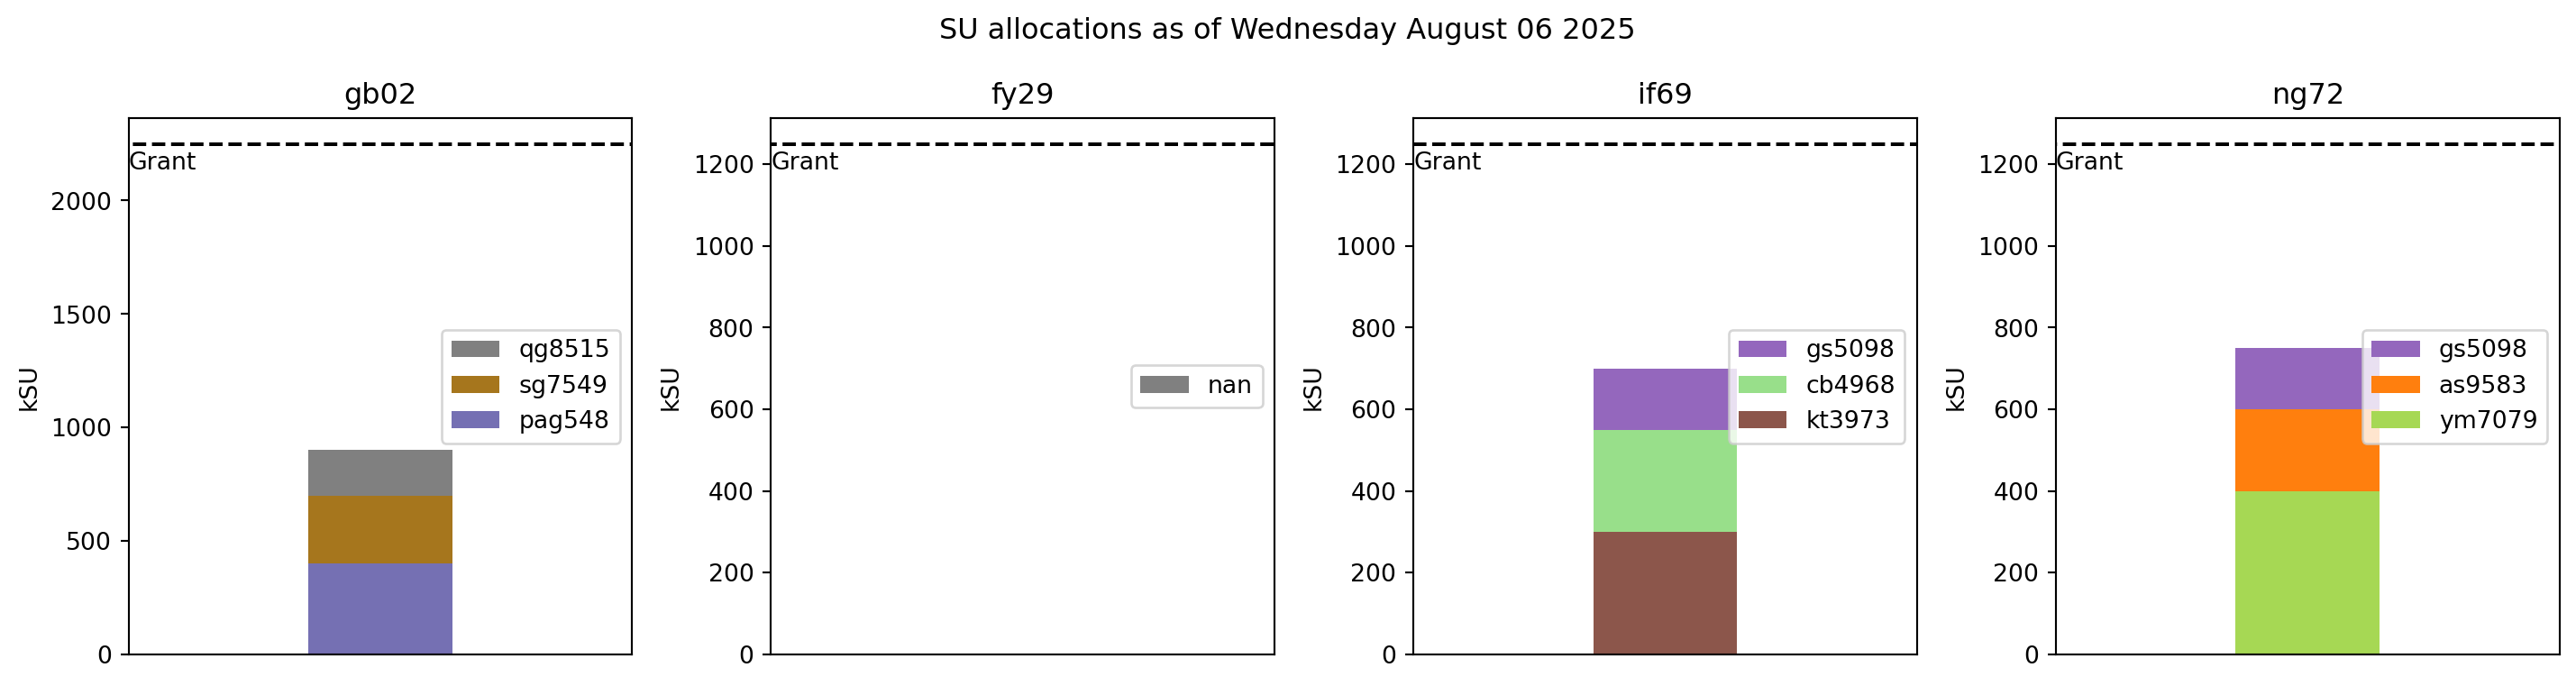 SU allocations as of Wednesday August 06 2025
gb02
Grant
2000
1500
1000
500
0
kSU
qg8515
sg7549
pag548
fy29
Grant
1200
1000
800
600
400
200
0
kSU
nan
if69
Grant
1200
1000
800
600
400
200
0
kSU
gs5098
cb4968
kt3973
ng72
Grant
1200
1000
800
600
400
200
0
kSU
gs5098
as9583
ym7079